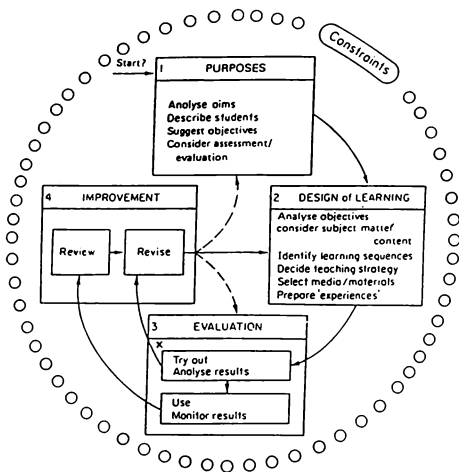 Constraints
Start?
1 PURPOSES
Analyse aims
Describe students
Suggest objectives
Consider assessment/
evaluation
4 IMPROVEMENT
Review
Revise
2 DESIGN of LEARNING
Analyse objectives
consider subject matter/
content
Identify learning sequences
Decide teaching strategy
Select media/materials
Prepare 'experiences'
3 EVALUATION
x
Try out
Analyse results
Use
Monitor results